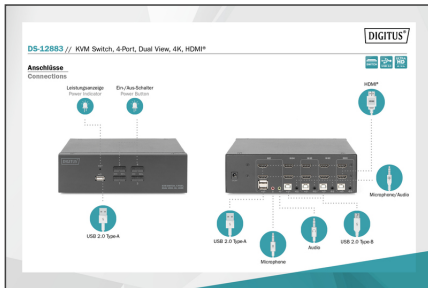 DIGITUS®
DS-12883 // KVM Switch, 4-Port, Dual View, 4K, HDMI®
Anschlüsse
Connections
Leistungsanzeige
Power Indicator
Ein-/Aus-Schalter
Power Button
HDMI®
DIGITUS
Microphone/Audio
USB 2.0 Type-A
USB 2.0 Type-A
Microphone
Audio
USB 2.0 Type-B